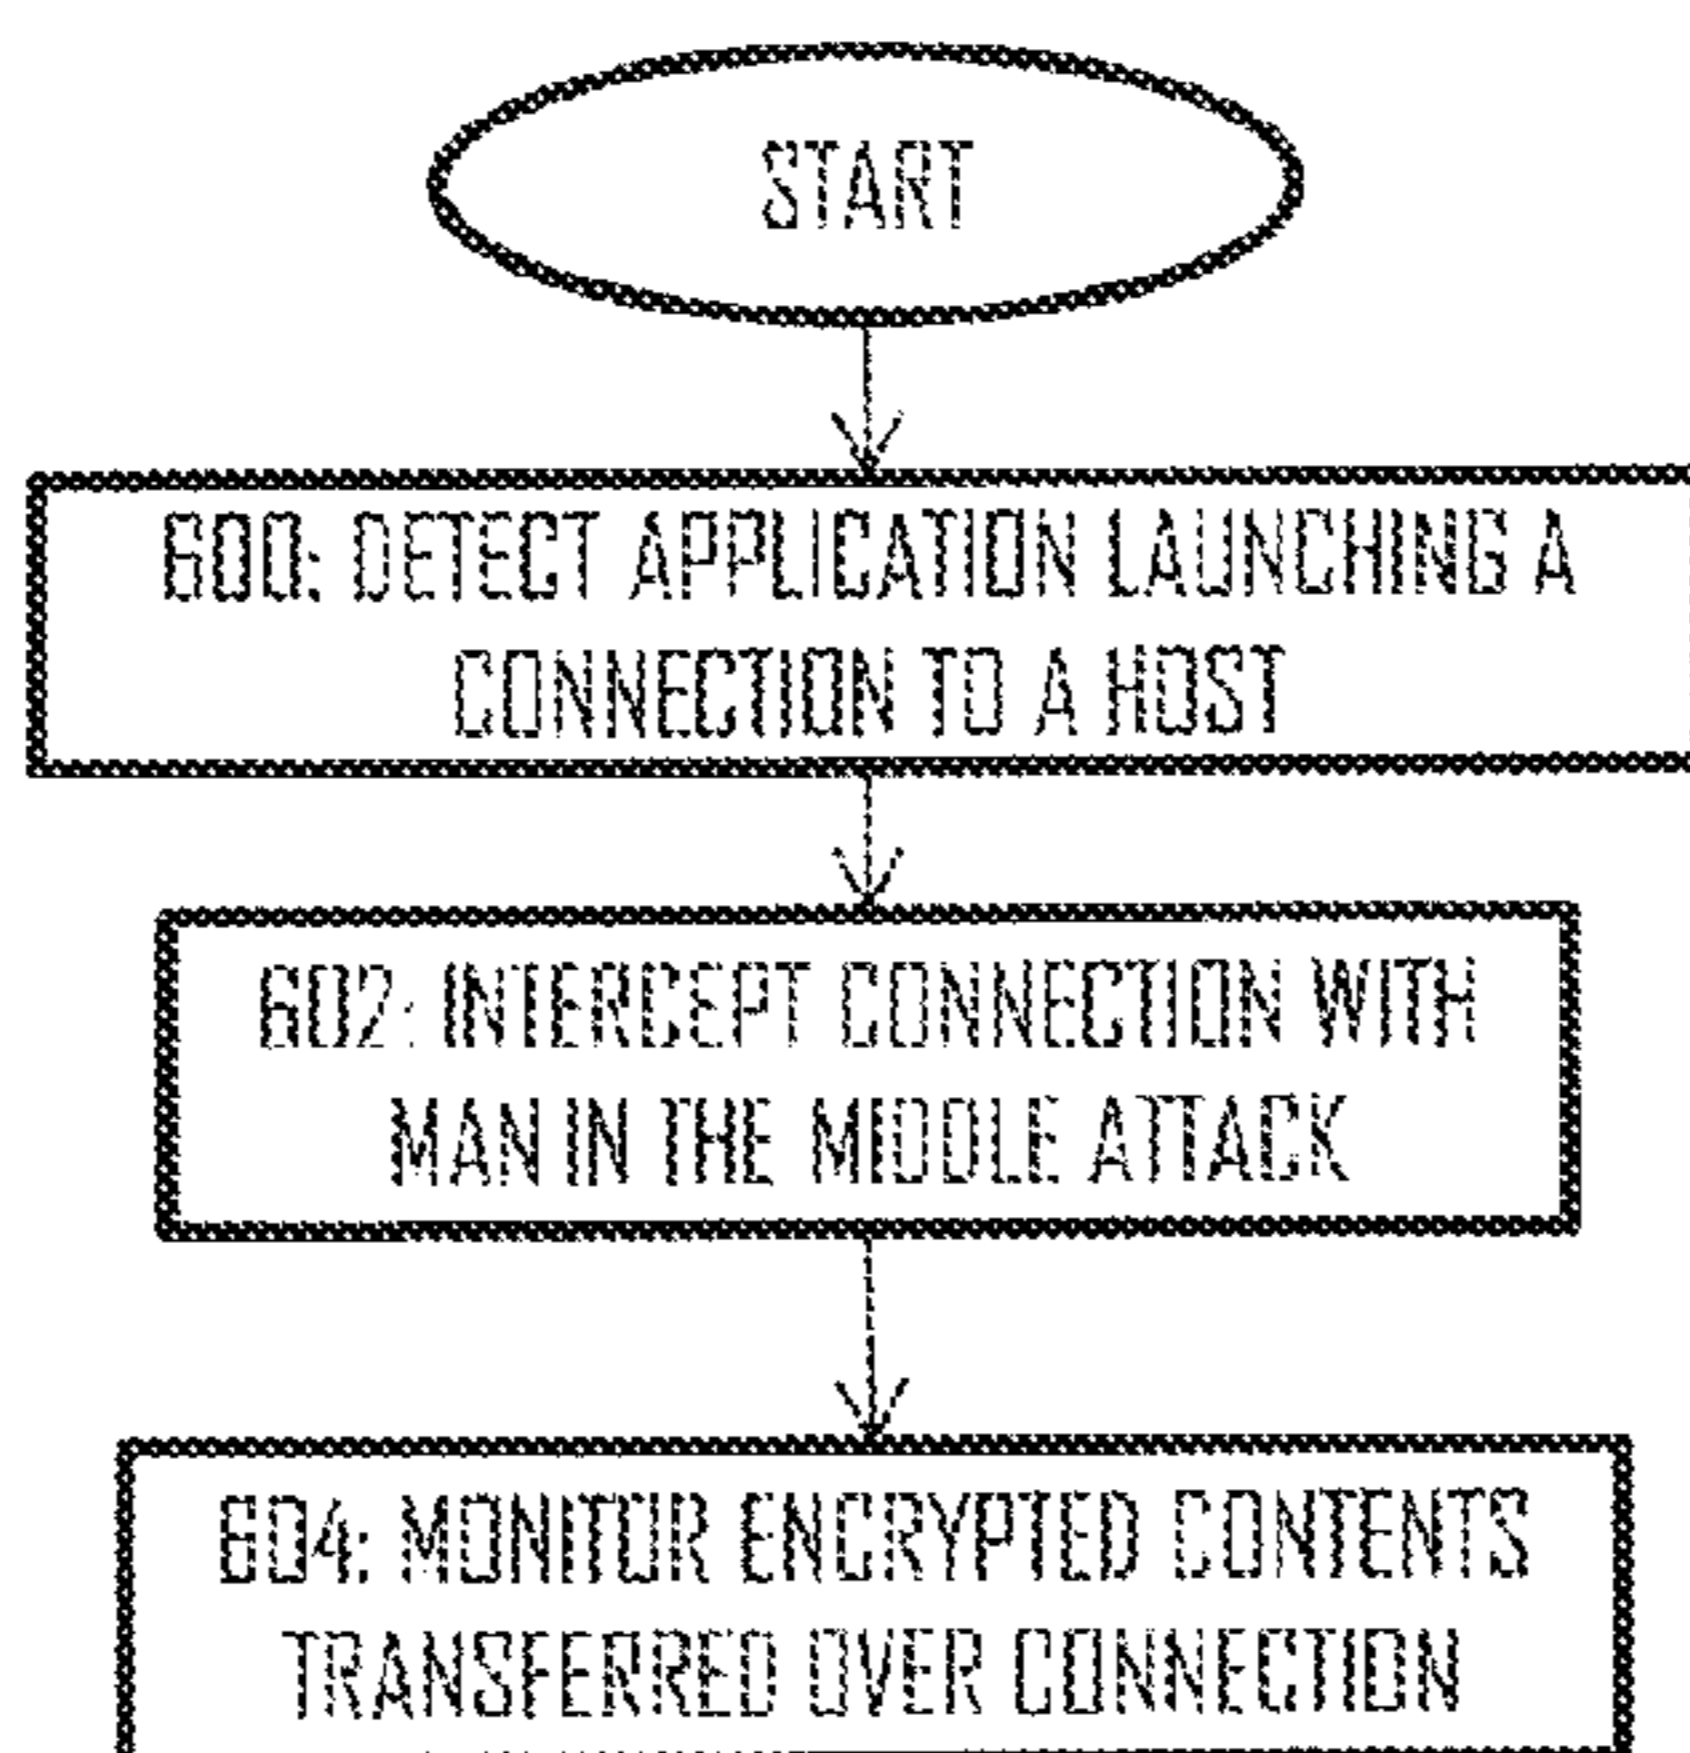 START
600: DETECT APPLICATION LAUNCHING A
CONNECTION TO A HOST
602: INTERCEPT CONNECTION WITH
MAN IN THE MIDDLE ATTACK
604: MONITOR ENCRYPTED CONTENTS
TRANSFERRED OVER CONNECTION